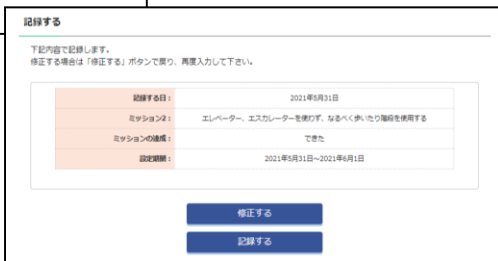 記録する
下記内容で記録します。
修正する場合は「修正する」ボタンで戻り、再度入力して下さい。
記録する日： 2021年5月31日
ミッション2： エレベーター、エスカレーターを使わず、なるべく歩いたり階段を使用する
ミッションの達成： できた
設定期間： 2021年5月31日～2021年6月1日
修正する
記録する